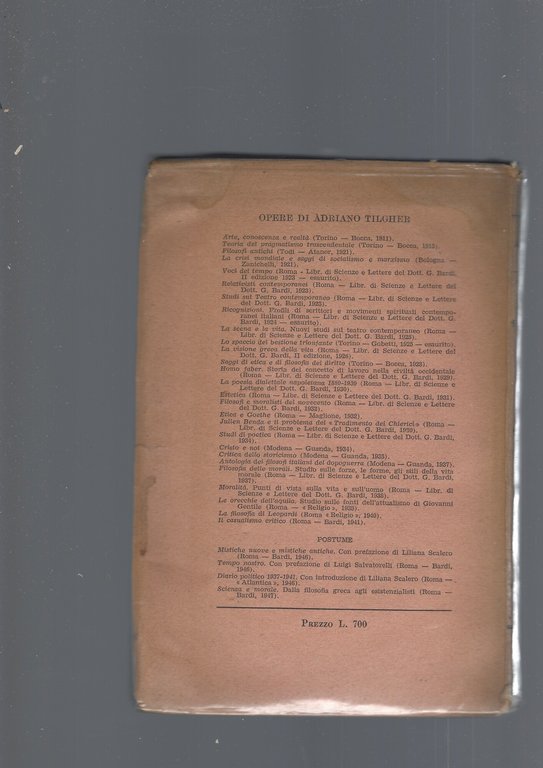 OPERE DI ADRIANO TILGHER
Arte, conoscenza e realtà (Torino — Bocca, 1911).
Teoria del pragmatismo trascendentale (Torino — Bocca, 1915).
Filosofi antichi (Todi — Atanor, 1921).
La crisi mondiale e saggi di socialismo e marxismo (Bologna —
Zanichelli, 1921).
Voci del tempo (Roma - Libr. di Scienze e Lettere del Dott. G. Bardi,
II edizione 1923 — esaurito).
Relativisti contemporanei (Roma — Libr. di Scienze e Lettere del
Dott. G. Bardi, 1923).
Studi sul Teatro contemporaneo (Roma — Libr. di Scienze e Lettere
del Dott. G. Bardi, 1923).
Ricognizioni. Profili di scrittori e movimenti spirituali contempo-
ranei italiani (Roma — Libr. di Scienze e Lettere del Dott. G.
Bardi, 1924 — esaurito).
La scena e la vita. Nuovi studi sul teatro contemporaneo (Roma —
Libr. di Scienze e Lettere del Dott. G. Bardi, 1925).
Lo spaccio del bestione trionfante (Torino — Gobetti, 1925 — esaurito).
La visione greca della vita (Roma — Libr. di Scienze e Lettere del
Dott. G. Bardi, II edizione, 1926).
Saggi di etica e di filosofia del diritto (Torino — Bocca, 1928).
Homo faber. Storia del concetto di lavoro nella civiltà occidentale
(Roma — Libr. di Scienze e Lettere del Dott. G. Bardi, 1929).
La poesia dialettale napoletana 1880-1930 (Roma — Libr. di Scienze e
Lettere del Dott. G. Bardi, 1930).
Estetica (Roma — Libr. di Scienze e Lettere del Dott. G. Bardi, 1931).
Filosofi e moralisti del novecento (Roma — Libr. di Scienze e Lettere
del Dott. G. Bardi, 1932).
Etica e Goethe (Roma — Maglione, 1932).
Julien Benda e il problema del « Tradimento dei Chierici » (Roma —
Libr. di Scienze e Lettere del Dott. G. Bardi, 1930).
Studi di poetica (Roma — Libr. di Scienze e Lettere del Dott. G. Bardi,
1934).
Cristo e noi (Modena — Guanda, 1934).
Critica dello storicismo (Modena — Guanda, 1935).
Antologia dei filosofi italiani del dopoguerra (Modena — Guanda, 1937).
Filosofia delle morali. Studio sulle forze, le forme, gli stili della vita
morale (Roma — Libr. di Scienze e Lettere del Dott. G. Bardi,
1937).
Moralità. Punti di vista sulla vita e sull'uomo (Roma — Libr. di
Scienze e Lettere del Dott. G. Bardi, 1938).
Le orecchie dell'aquila. Studio sulle fonti dell'attualismo di Giovanni
Gentile (Roma — « Religio », 1938).
La filosofia di Leopardi (Roma « Religio », 1940).
Il casualismo critico (Roma — Bardi, 1941).
POSTUME
Mistiche nuove e mistiche antiche. Con prefazione di Liliana Scalero
(Roma — Bardi, 1946).
Tempo nostro. Con prefazione di Luigi Salvatorelli (Roma — Bardi,
1946).
Diario politico 1937-1941. Con introduzione di Liliana Scalero (Roma —
« Atlantica », 1946).
Scienza e morale. Dalla filosofia greca agli esistenzialisti (Roma —
Bardi, 1947).
PREZZO L. 700